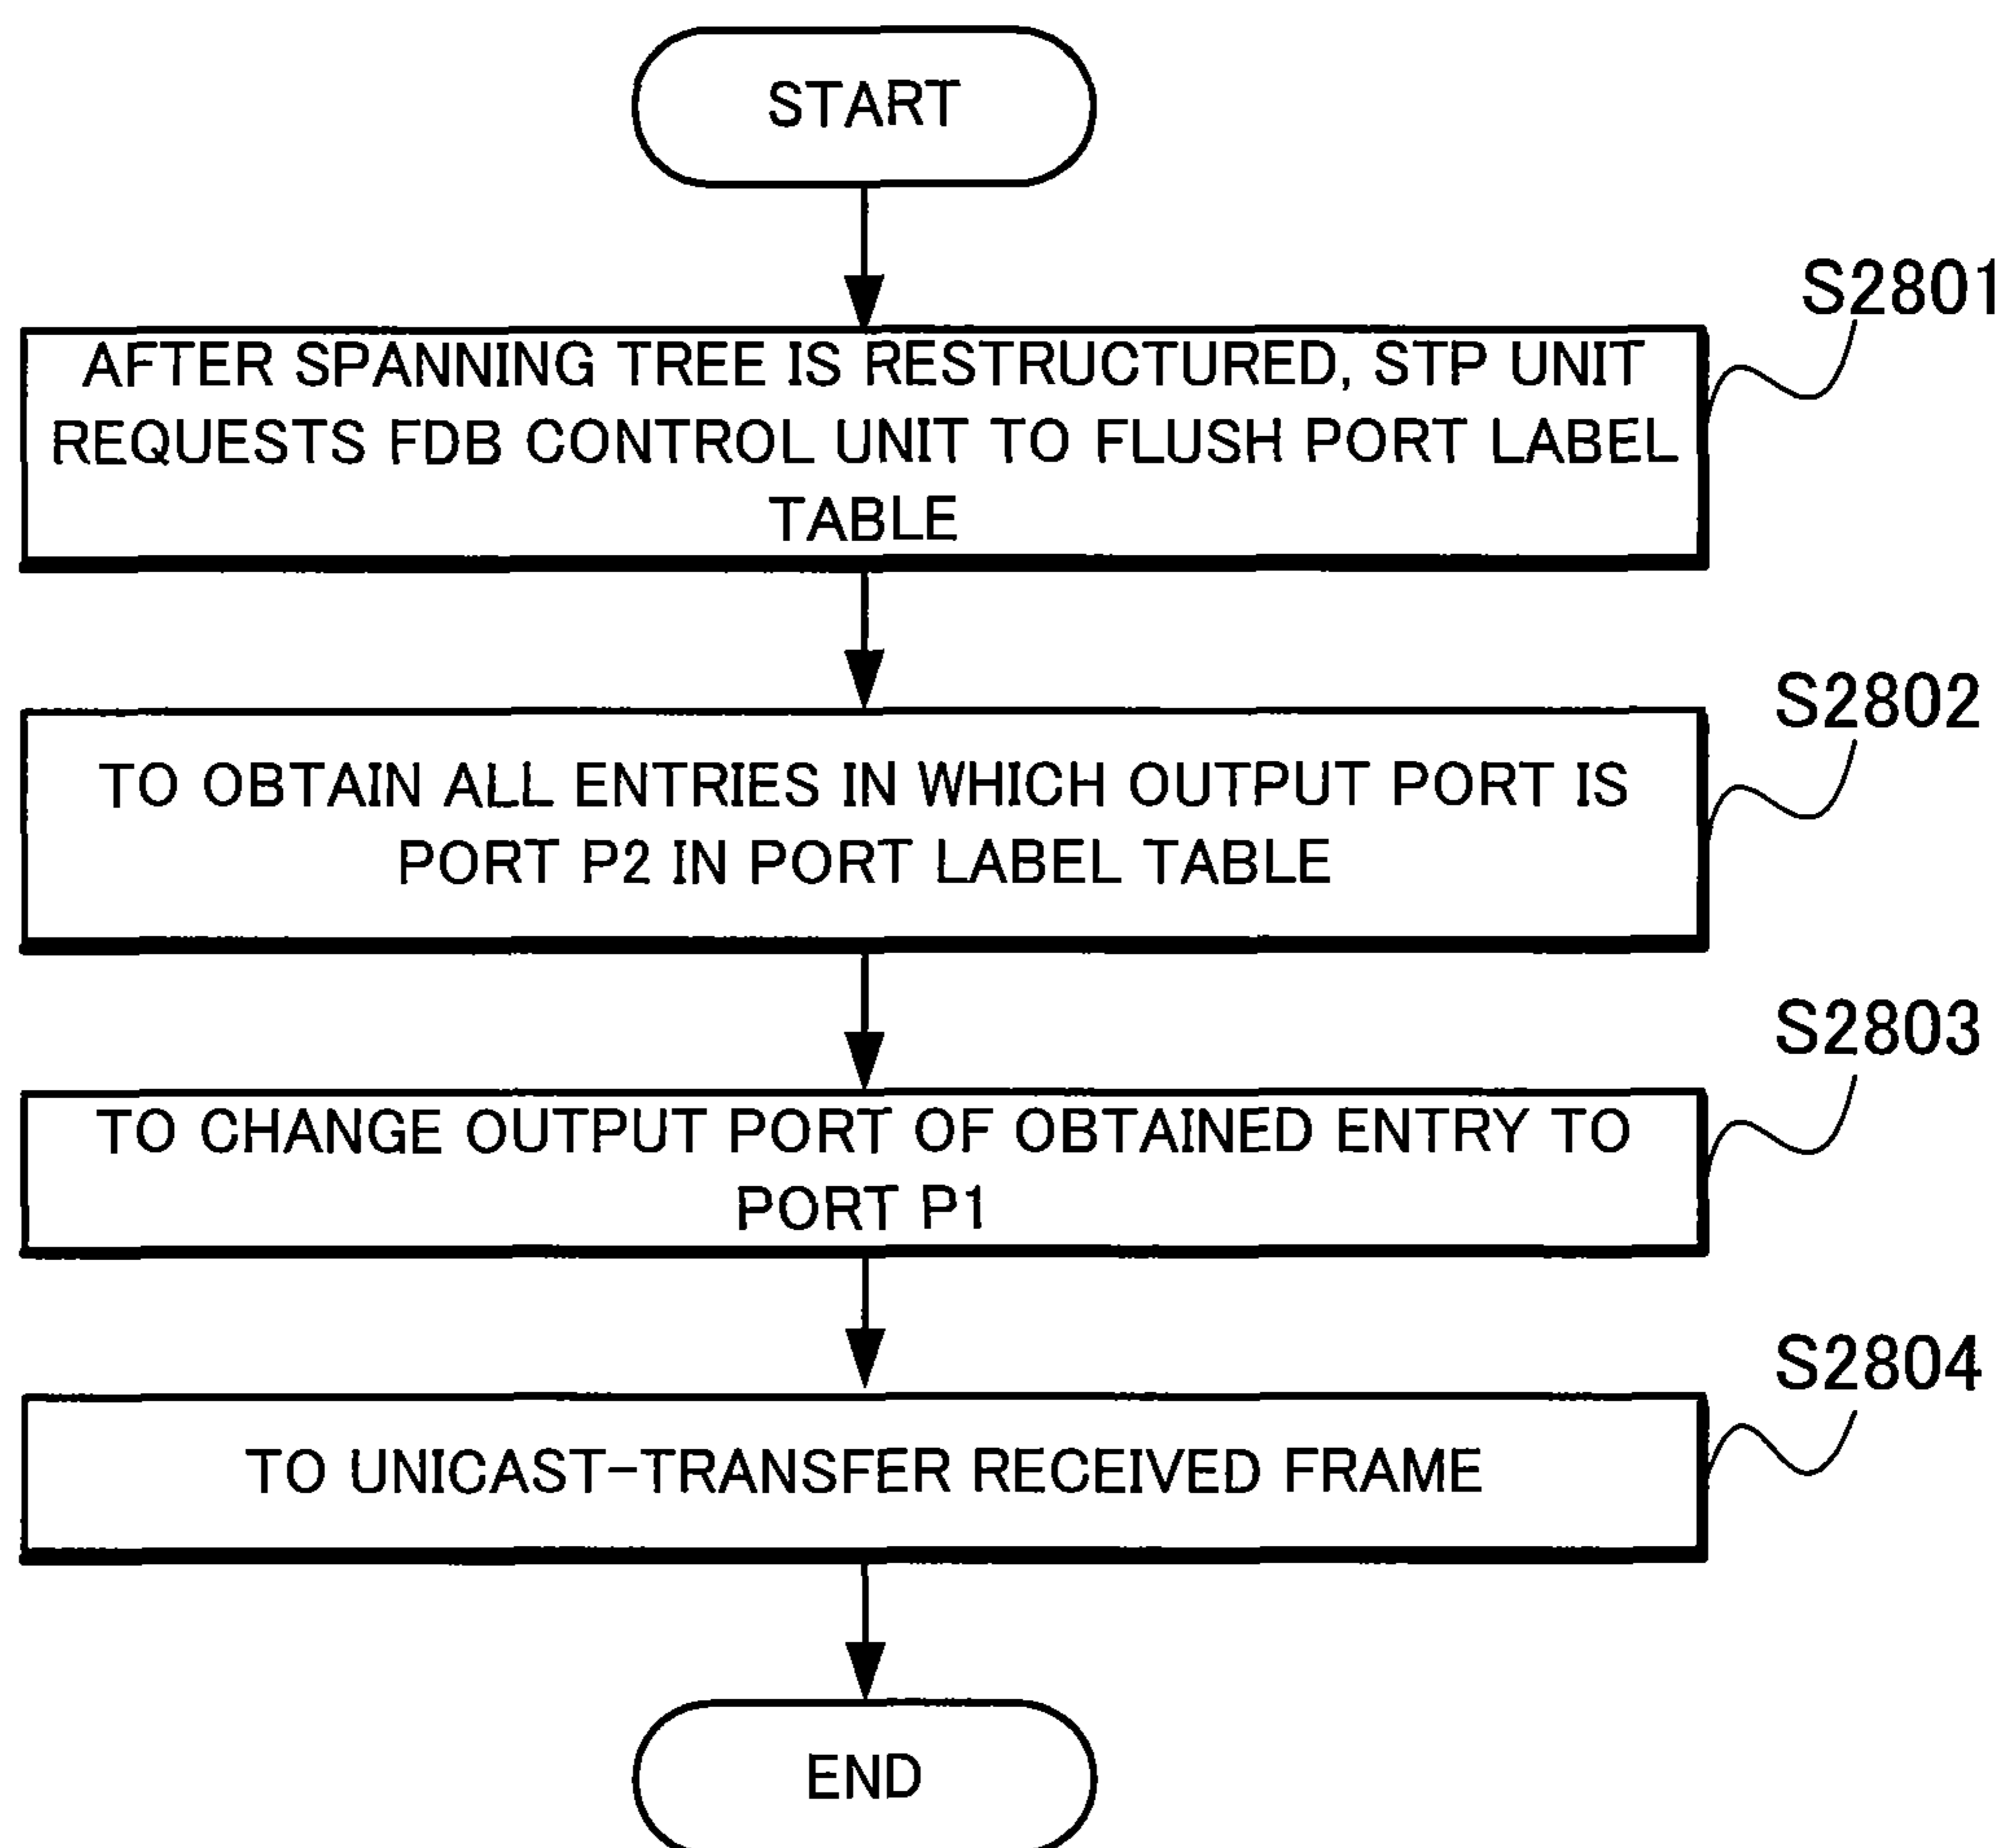 START
S2801
AFTER SPANNING TREE IS RESTRUCTURED, STP UNIT
REQUESTS FDB CONTROL UNIT TO FLUSH PORT LABEL
TABLE
S2802
TO OBTAIN ALL ENTRIES IN WHICH OUTPUT PORT IS
PORT P2 IN PORT LABEL TABLE
S2803
TO CHANGE OUTPUT PORT OF OBTAINED ENTRY TO
PORT P1
S2804
TO UNICAST-TRANSFER RECEIVED FRAME
END